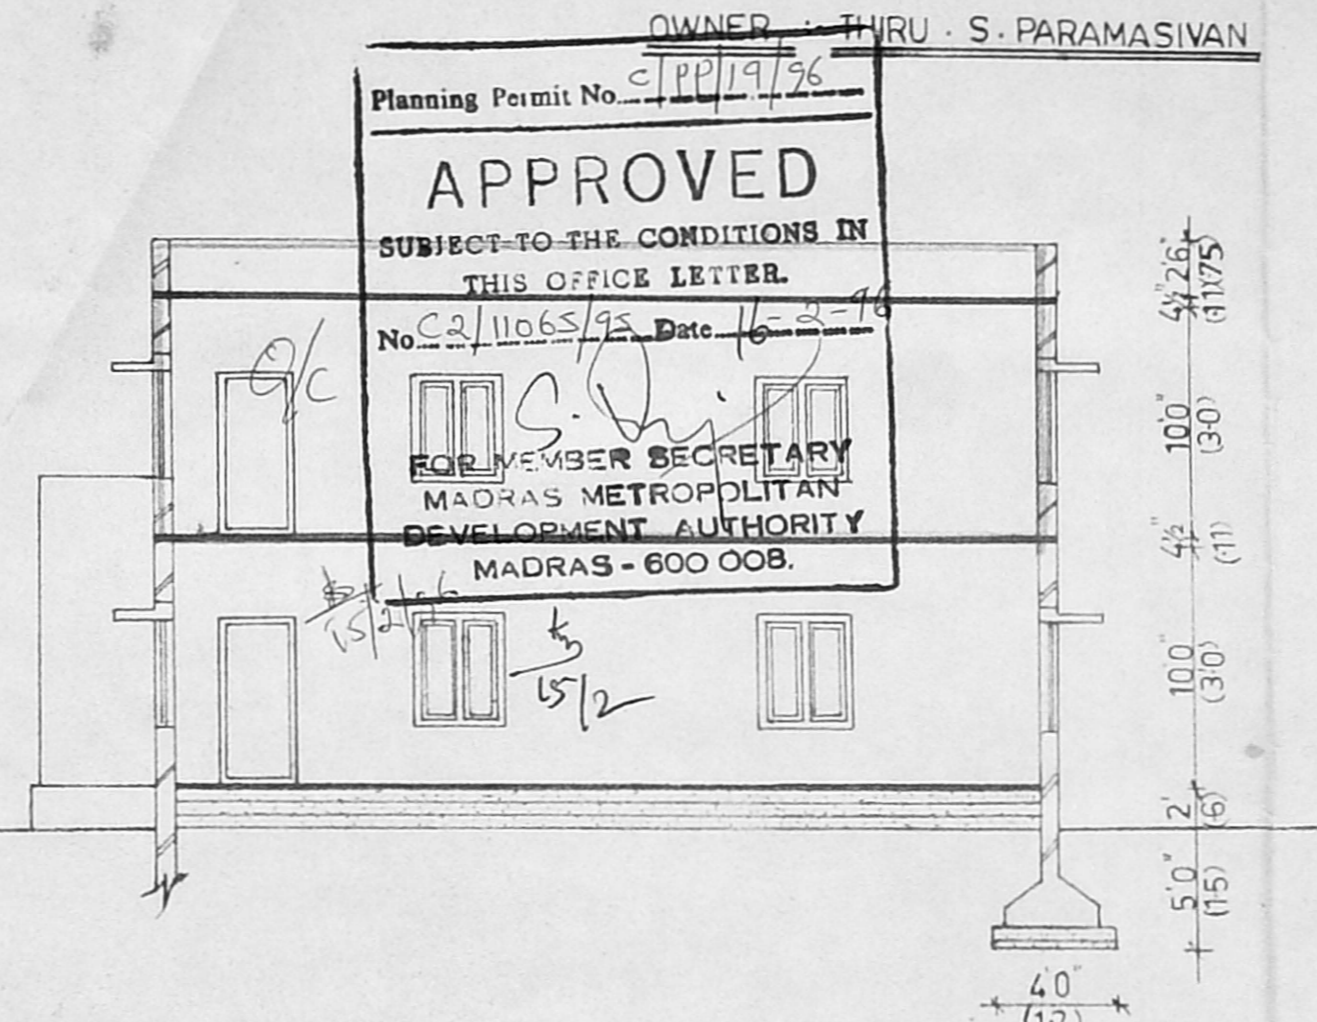 OWNER :- THIRU . S. PARAMASIVAN
Planning Permit No. C/PP/19/96
APPROVED
SUBJECT TO THE CONDITIONS IN
THIS OFFICE LETTER.
No. C2/11065/95 Date 16-2-96
FOR MEMBER SECRETARY
MADRAS METROPOLITAN
DEVELOPMENT AUTHORITY
MADRAS - 600 008.
15/2/96
15/2
4½" 2'6"
(·11)(·75)
10'0"
(3·0)
4½"
(·11)
10'0"
(3·0)
2'
(·6)
5'0"
(1·5)
4'0"